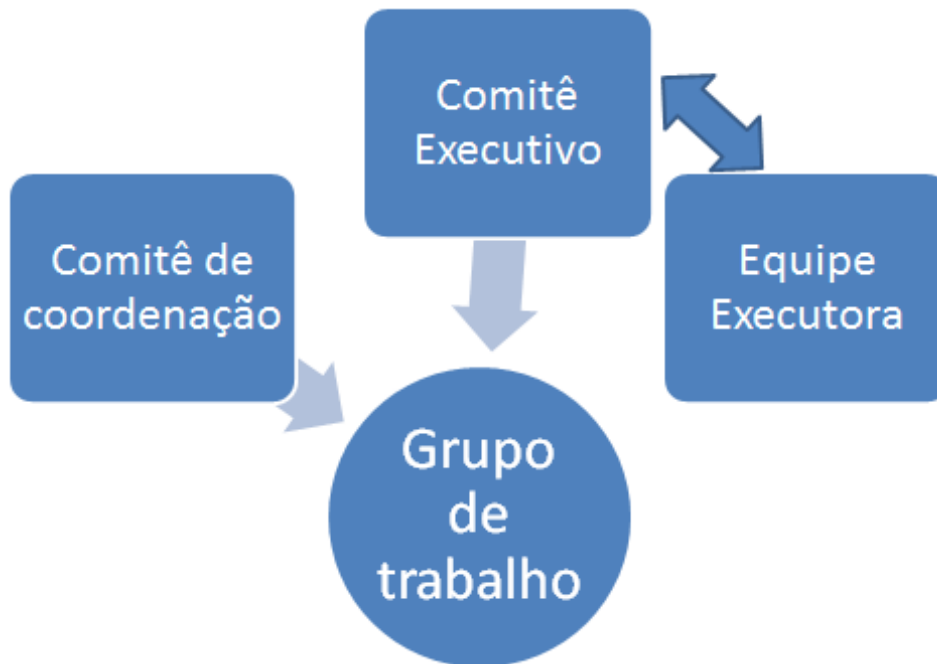 Comitê
Executivo
Comitê de
coordenação
Equipe
Executora
Grupo
de
trabalho